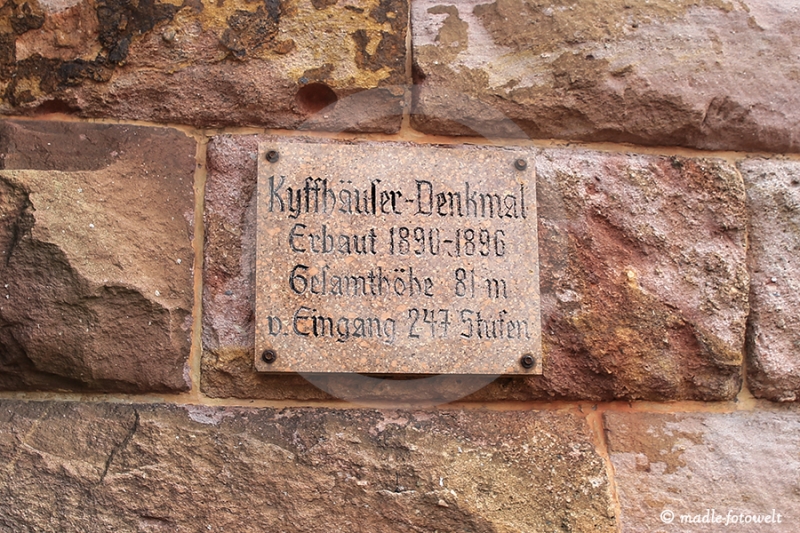 Kyffhäuser-Denkmal
Erbaut 1890-1896
Gesamthöhe 81 m
v. Eingang 247 Stufen
© madle-fotowelt